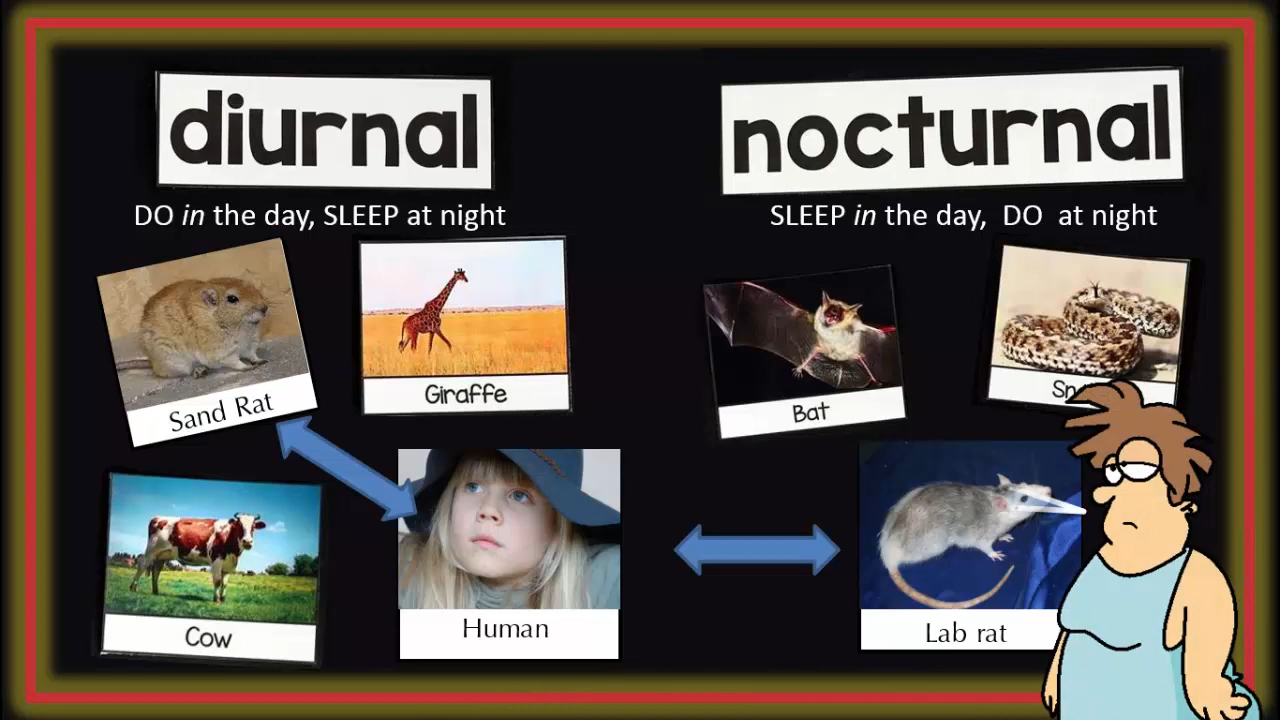 diurnal
nocturnal
DO in the day, SLEEP at night
SLEEP in the day, DO at night
Sand Rat
Giraffe
Bat
Cow
Human
Lab rat